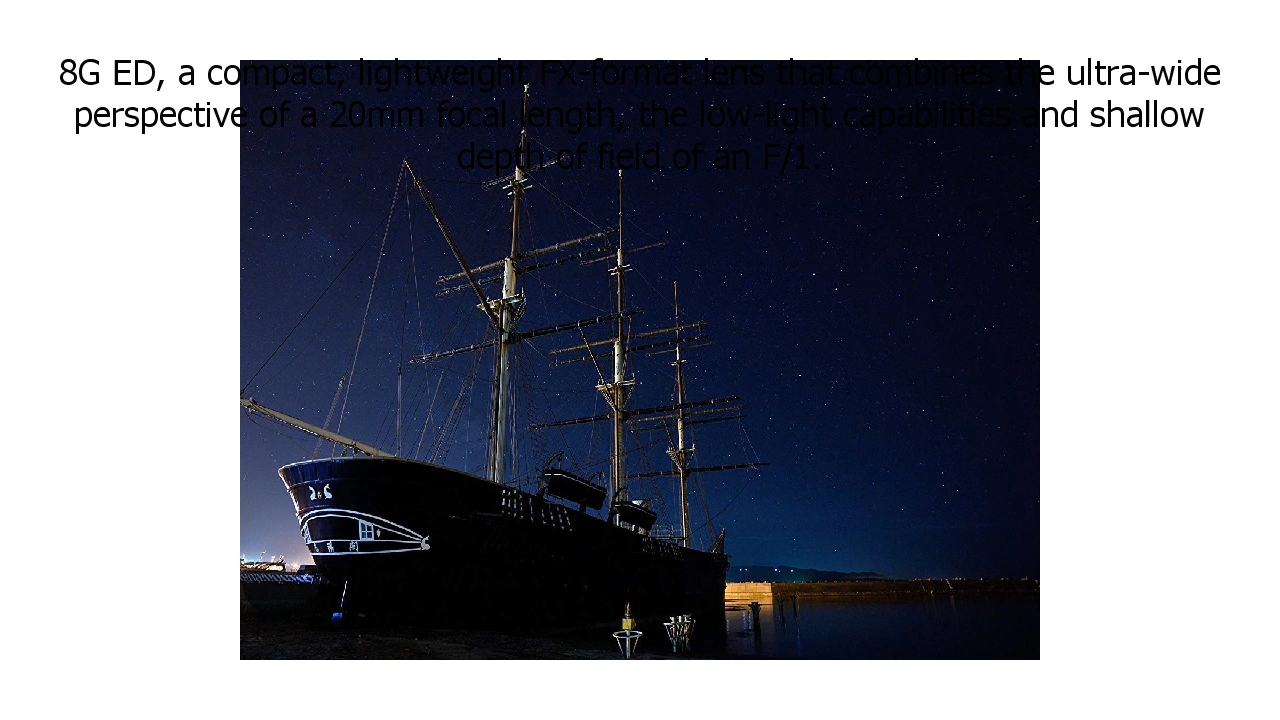 8G ED, a compact, lightweight FX-format lens that combines the ultra-wide
perspective of a 20mm focal length, the low-light capabilities and shallow
depth of field of an F/1.